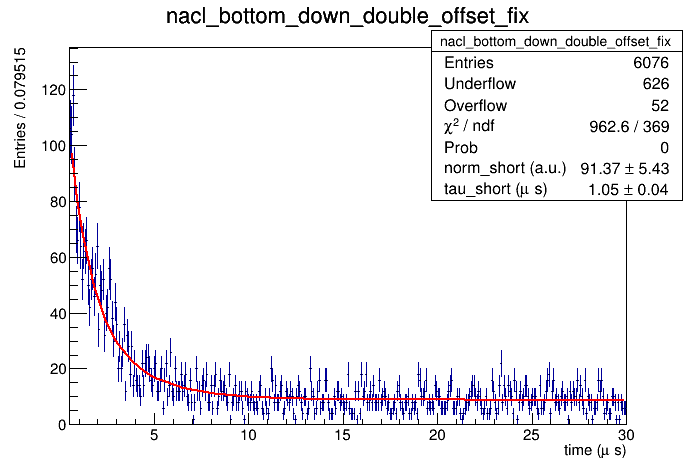 nacl_bottom_down_double_offset_fix
nacl_bottom_down_double_offset_fix
Entries 6076
Underflow 626
Overflow 52
χ² / ndf 962.6 / 369
Prob 0
norm_short (a.u.) 91.37 ± 5.43
tau_short (μ s) 1.05 ± 0.04
Entries / 0.079515
120
100
80
60
40
20
0
5 10 15 20 25 30
time (μ s)